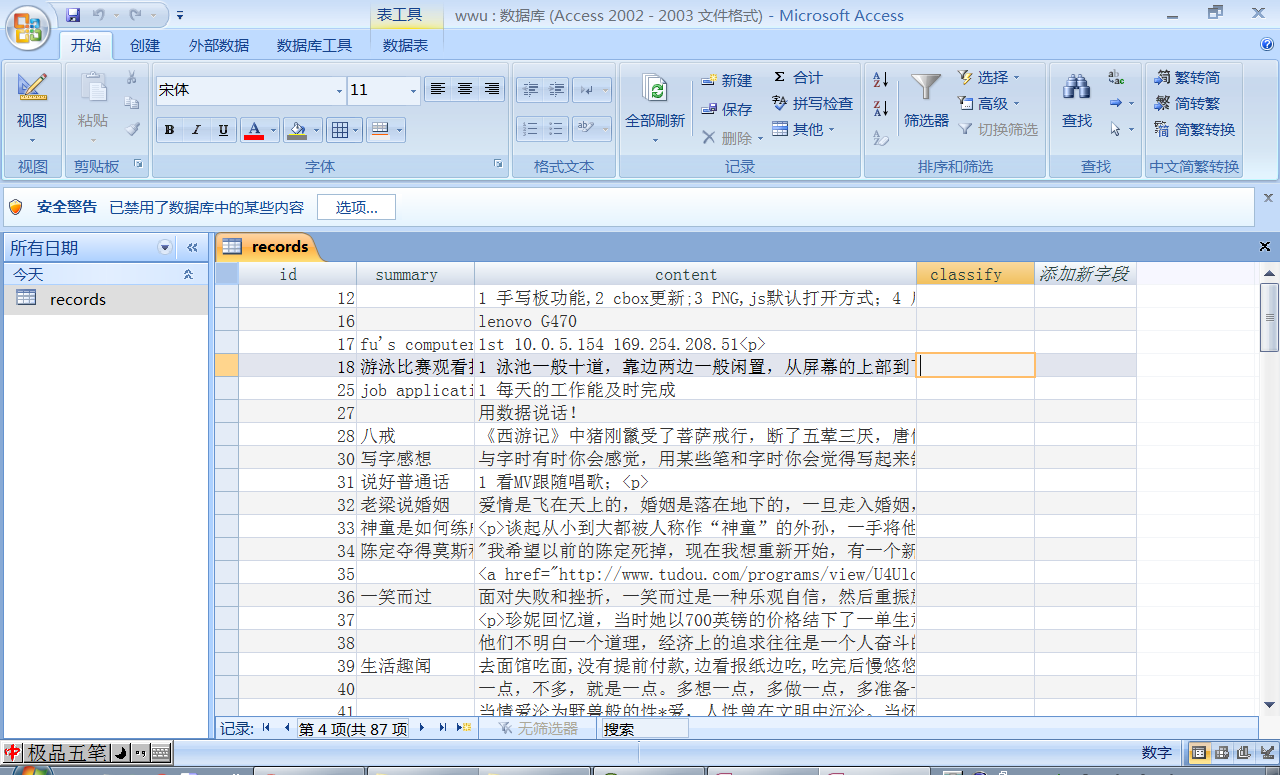 表工具 wwu : 数据库 (Access 2002 - 2003 文件格式) - Microsoft Access
开始 创建 外部数据 数据库工具 数据表
宋体 11 新建 Σ 合计 选择 繁转简
视图 粘贴 全部刷新 保存 拼写检查 筛选器 高级 查找 简转繁
B I U A 删除 其他 切换筛选 简繁转换
视图 剪贴板 字体 格式文本 记录 排序和筛选 查找 中文简繁转换
安全警告 已禁用了数据库中的某些内容 选项...
所有日期 records
今天 id summary content classify 添加新字段
records
12 1 手写板功能,2 cbox更新;3 PNG,js默认打开方式; 4
16 lenovo G470
17 fu's computer 1st 10.0.5.154 169.254.208.51<p>
18 游泳比赛观看 1 泳池一般十道，靠边两边一般闲置，从屏幕的上部到
25 job applicati 1 每天的工作能及时完成
27 用数据说话！
28 八戒 《西游记》中猪刚鬣受了菩萨戒行，断了五荤三厌，唐
30 写字感想 与字时有时你会感觉，用某些笔和字时你会觉得写起来
31 说好普通话 1 看MV跟随唱歌；<p>
32 老梁说婚姻 爱情是飞在天上的，婚姻是落在地下的，一旦走入婚姻，
33 神童是如何练 <p>谈起从小到大都被人称作“神童”的外孙，一手将他
34 陈定夺得莫斯科 "我希望以前的陈定死掉，现在我想重新开始，有一个新
35 <a href="http://www.tudou.com/programs/view/U4Ulo
36 一笑而过 面对失败和挫折，一笑而过是一种乐观自信，然后重振
37 <p>珍妮回忆道，当时她以700英镑的价格结下了一单生
38 他们不明白一个道理，经济上的追求往往是一个人奋斗的
39 生活趣闻 去面馆吃面,没有提前付款,边看报纸边吃,吃完后慢悠悠
40 一点，不多，就是一点。多想一点，多做一点，多准备一
41 当情爱沦为野兽般的性*爱，人性曾在文明中沉沦。当怀
记录: 第 4 项(共 87 项) 无筛选器 搜索
中 极品五笔 数字